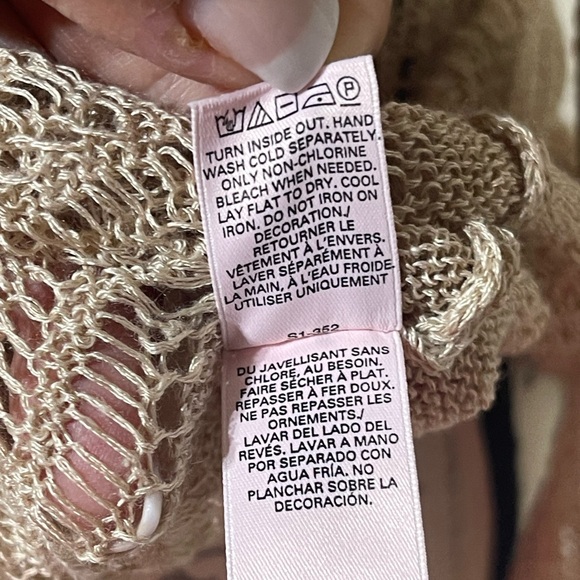 P
TURN INSIDE OUT. HAND
WASH COLD SEPARATELY.
ONLY NON-CHLORINE
BLEACH WHEN NEEDED.
LAY FLAT TO DRY. COOL
IRON. DO NOT IRON ON
DECORATION./
RETOURNER LE
VÊTEMENT À L'ENVERS.
LAVER SÉPARÉMENT À
LA MAIN, À L'EAU FROIDE.
UTILISER UNIQUEMENT
S1-352
DU JAVELLISANT SANS
CHLORE, AU BESOIN.
FAIRE SÉCHER À PLAT.
REPASSER À FER DOUX.
NE PAS REPASSER LES
ORNEMENTS./
LAVAR DEL LADO DEL
REVÉS. LAVAR A MANO
POR SEPARADO CON
AGUA FRÍA. NO
PLANCHAR SOBRE LA
DECORACIÓN.